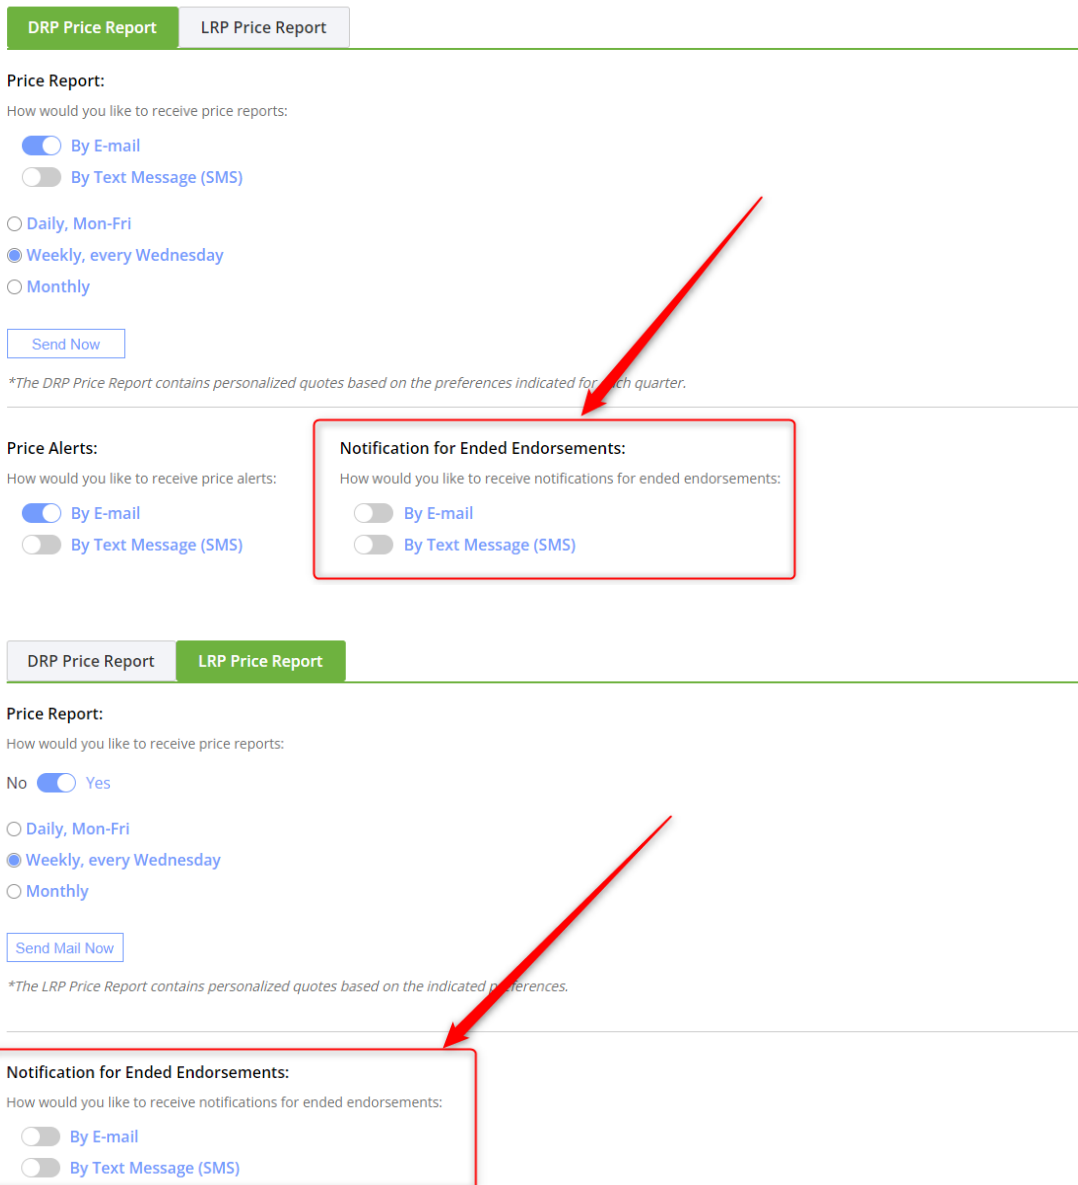 DRP Price Report
LRP Price Report
Price Report:
How would you like to receive price reports:
By E-mail
By Text Message (SMS)
Daily, Mon-Fri
Weekly, every Wednesday
Monthly
Send Now
*The DRP Price Report contains personalized quotes based on the preferences indicated for each quarter.
Price Alerts:
How would you like to receive price alerts:
By E-mail
By Text Message (SMS)
Notification for Ended Endorsements:
How would you like to receive notifications for ended endorsements:
By E-mail
By Text Message (SMS)
DRP Price Report
LRP Price Report
Price Report:
How would you like to receive price reports:
No Yes
Daily, Mon-Fri
Weekly, every Wednesday
Monthly
Send Mail Now
*The LRP Price Report contains personalized quotes based on the indicated preferences.
Notification for Ended Endorsements:
How would you like to receive notifications for ended endorsements:
By E-mail
By Text Message (SMS)